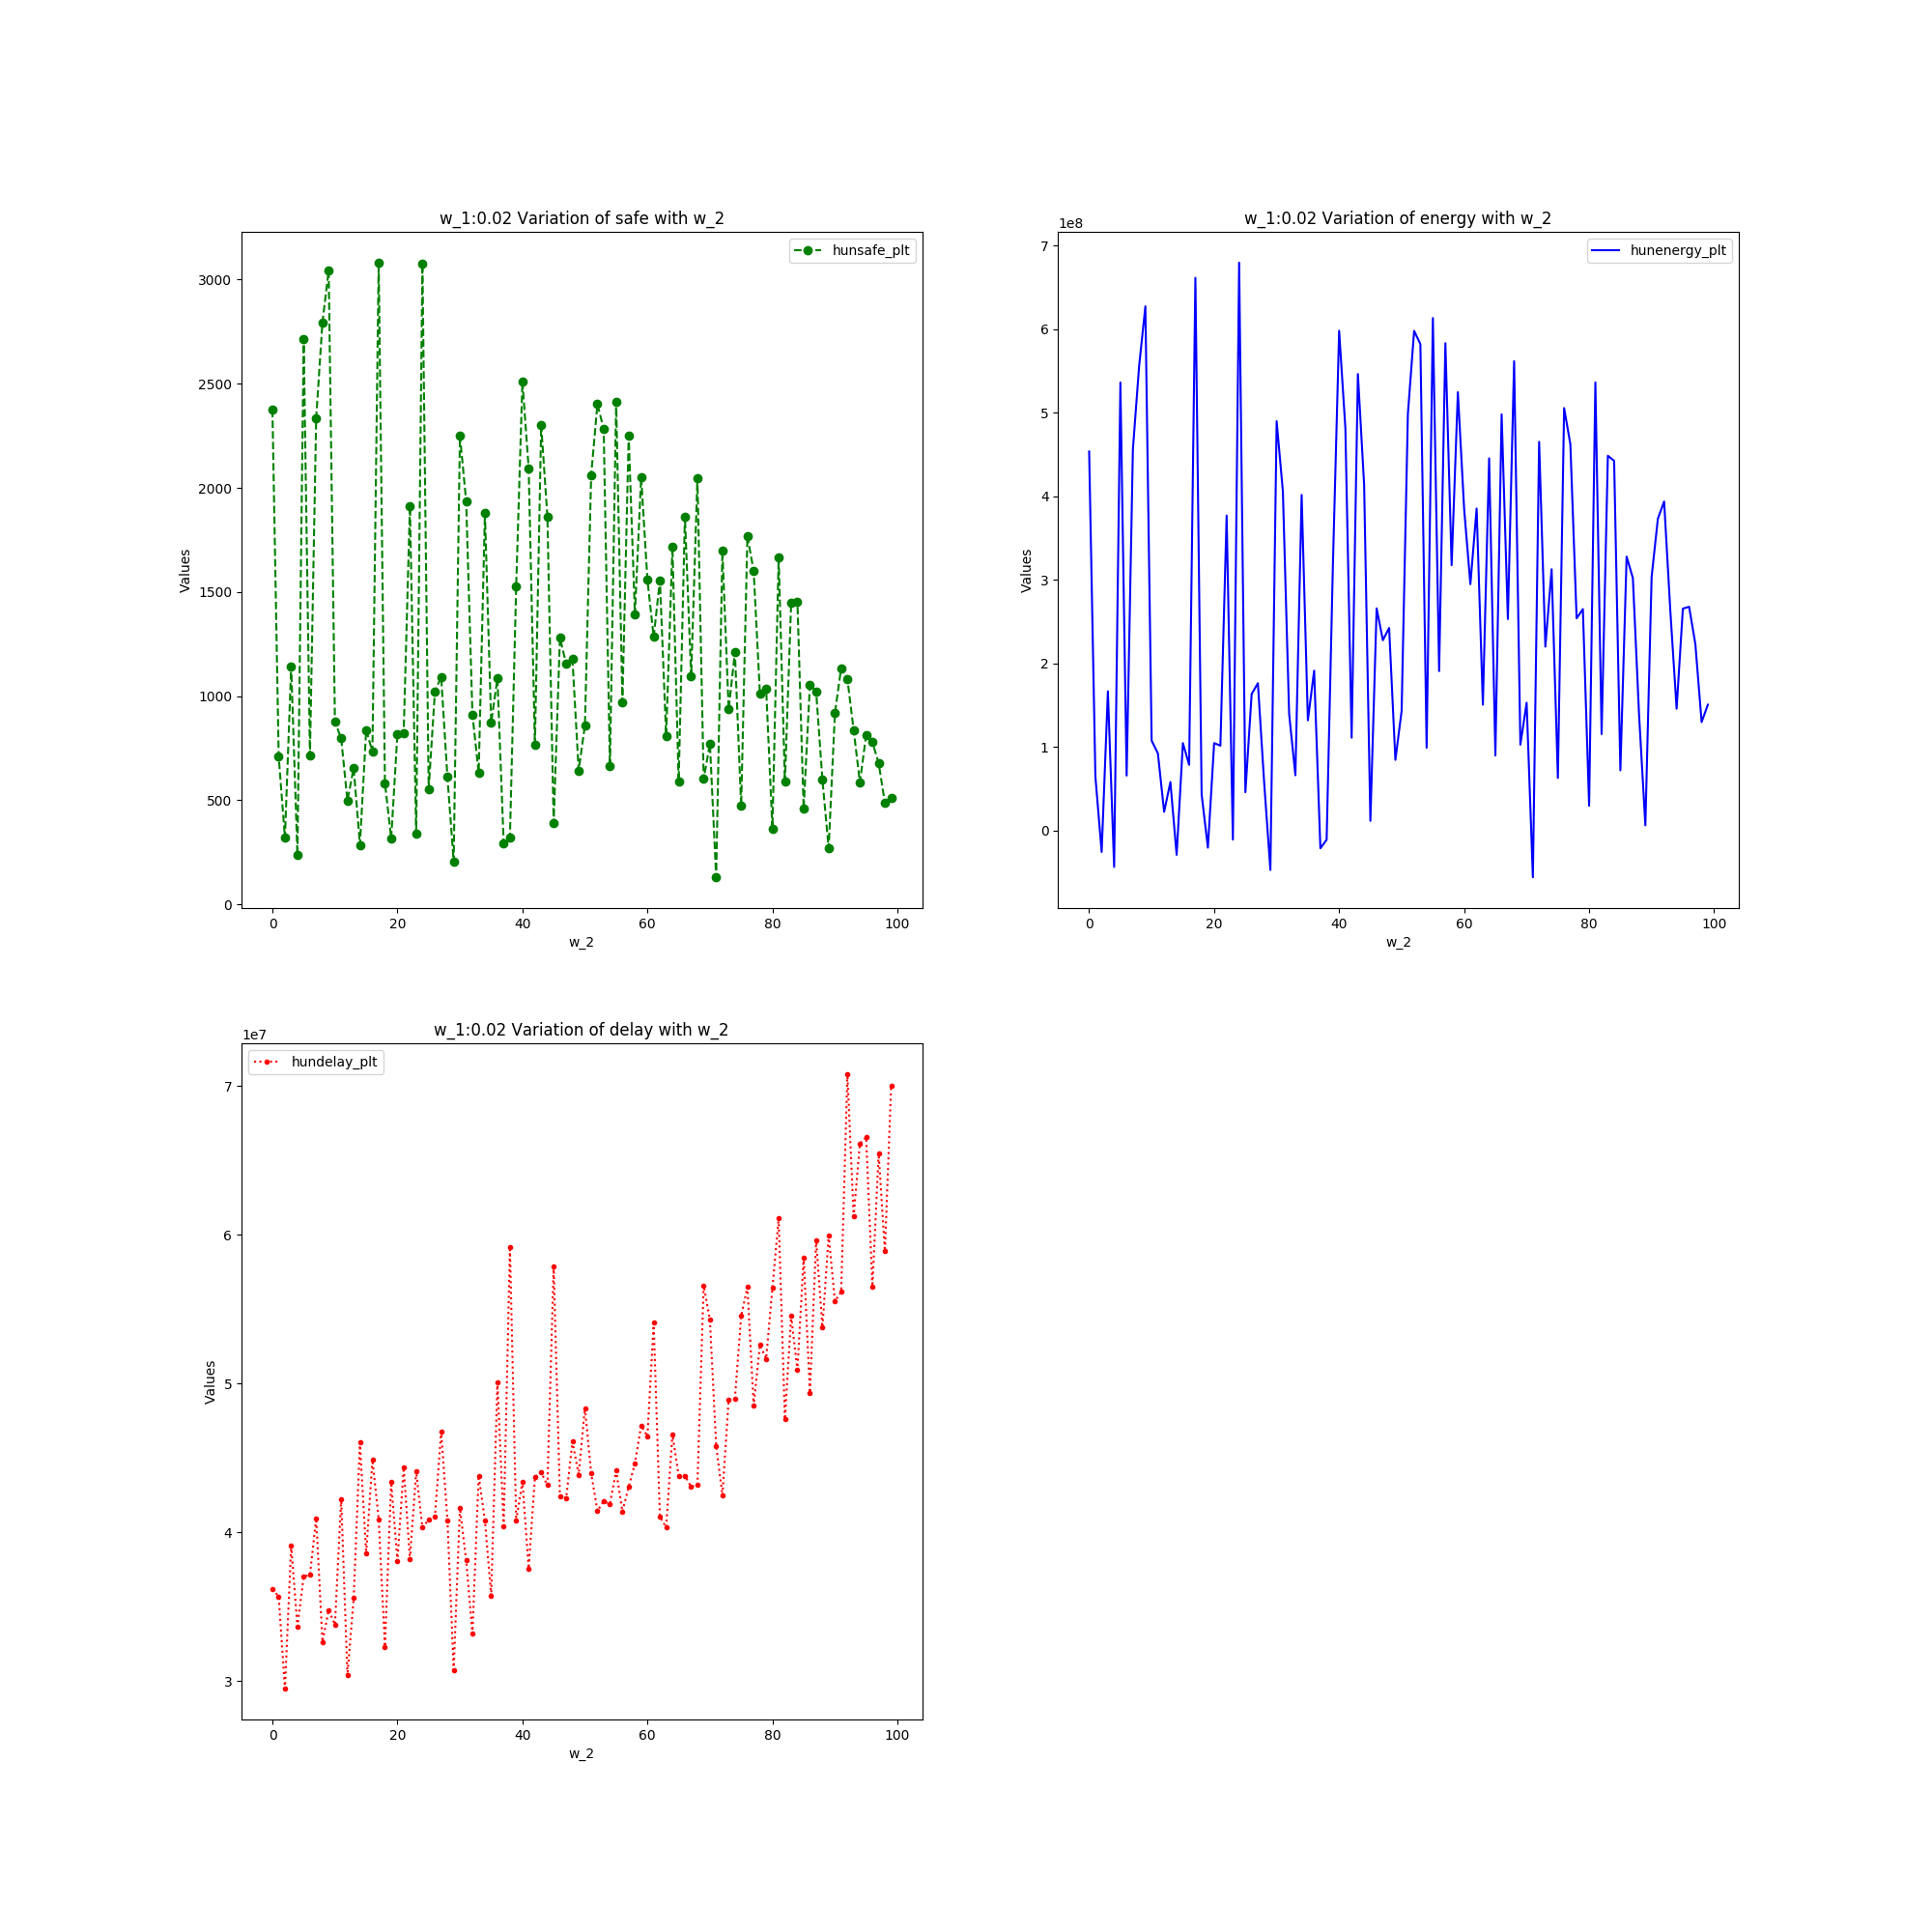 w_1:0.02 Variation of safe with w_2
hunsafe_plt
Values
3000
2500
2000
1500
1000
500
0
0 20 40 60 80 100
w_2
w_1:0.02 Variation of energy with w_2
1e8
hunenergy_plt
Values
7
6
5
4
3
2
1
0
0 20 40 60 80 100
w_2
w_1:0.02 Variation of delay with w_2
1e7
hundelay_plt
Values
7
6
5
4
3
0 20 40 60 80 100
w_2